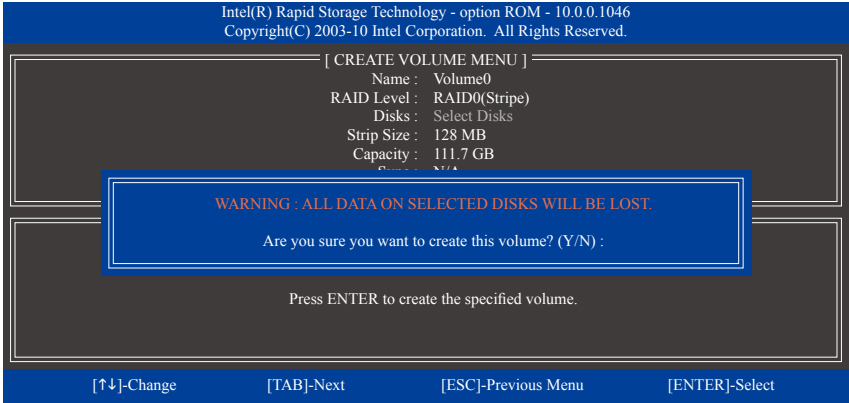 Intel(R) Rapid Storage Technology - option ROM - 10.0.0.1046
Copyright(C) 2003-10 Intel Corporation.  All Rights Reserved.
[ CREATE VOLUME MENU ]
Name : Volume0
RAID Level : RAID0(Stripe)
Disks : Select Disks
Strip Size : 128 MB
Capacity : 111.7 GB
Sync : N/A
WARNING : ALL DATA ON SELECTED DISKS WILL BE LOST.
Are you sure you want to create this volume? (Y/N) :
Press ENTER to create the specified volume.
[↑↓]-Change [TAB]-Next [ESC]-Previous Menu [ENTER]-Select